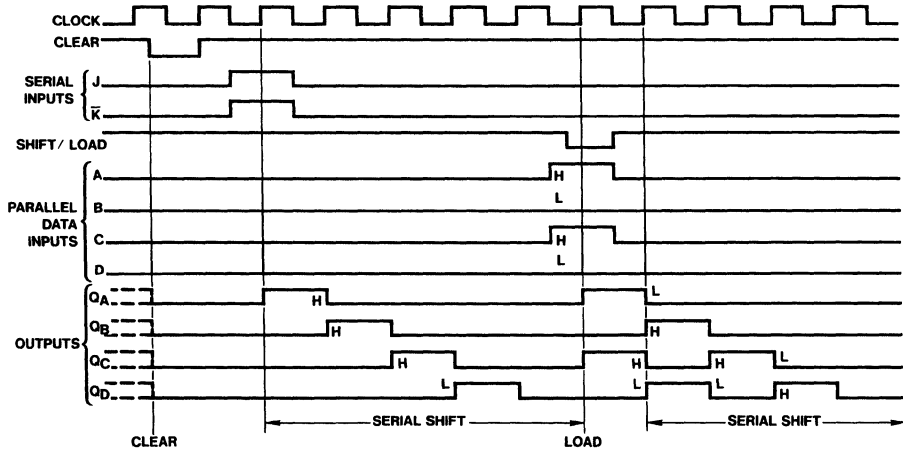 CLOCK
CLEAR
SERIAL
INPUTS
J
K̅
SHIFT/ LOAD
PARALLEL
DATA
INPUTS
A
H
L
B
C
H
L
D
OUTPUTS
QA
H
L
QB
H
H
QC
H
H
H
L
QD
L
L
L
H
SERIAL SHIFT
SERIAL SHIFT
CLEAR
LOAD